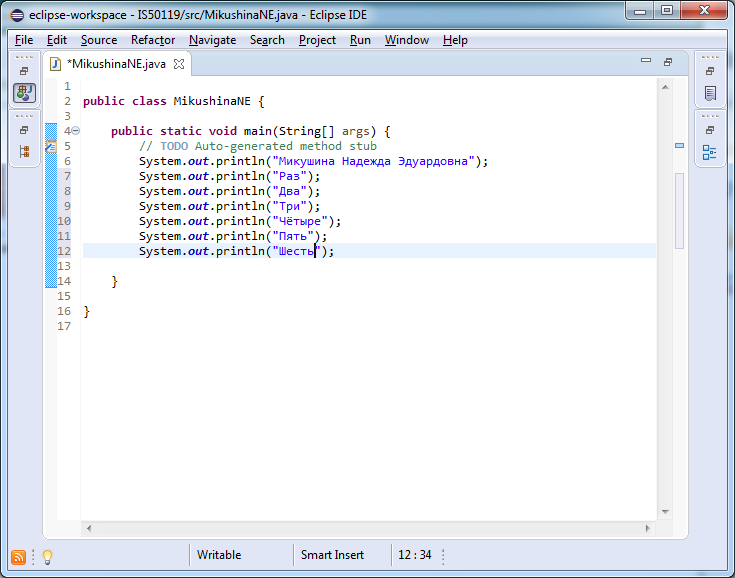 eclipse-workspace - IS50119/src/MikushinaNE.java - Eclipse IDE
File Edit Source Refactor Navigate Search Project Run Window Help
*MikushinaNE.java
1
2 public class MikushinaNE {
3
4 public static void main(String[] args) {
5 // TODO Auto-generated method stub
6 System.out.println("Микушина Надежда Эдуардовна");
7 System.out.println("Раз");
8 System.out.println("Два");
9 System.out.println("Три");
10 System.out.println("Чётыре");
11 System.out.println("Пять");
12 System.out.println("Шесть");
13
14 }
15
16 }
17
Writable Smart Insert 12 : 34